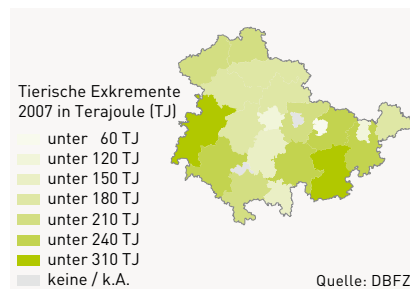 Tierische Exkremente
2007 in Terajoule (TJ)
unter 60 TJ
unter 120 TJ
unter 150 TJ
unter 180 TJ
unter 210 TJ
unter 240 TJ
unter 310 TJ
keine / k.A.
Quelle: DBFZ